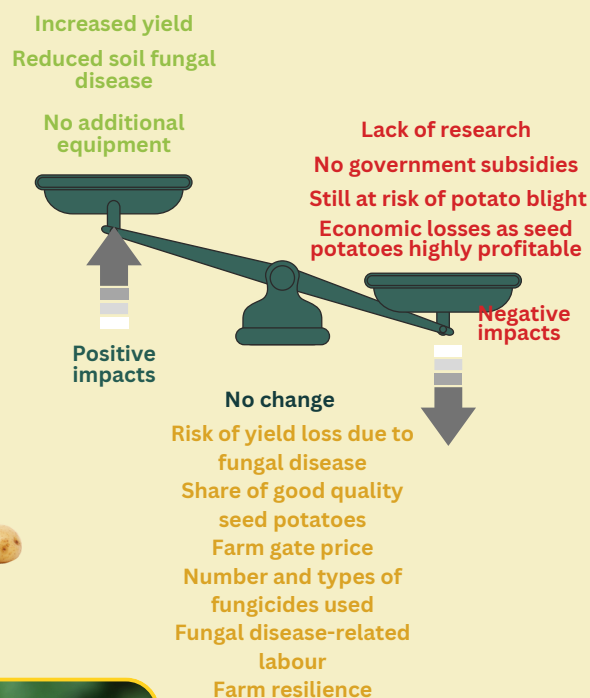 Increased yield
Reduced soil fungal
disease
No additional
equipment
Lack of research
No government subsidies
Still at risk of potato blight
Economic losses as seed
potatoes highly profitable
Negative
impacts
Positive
impacts
No change
Risk of yield loss due to
fungal disease
Share of good quality
seed potatoes
Farm gate price
Number and types of
fungicides used
Fungal disease-related
labour
Farm resilience